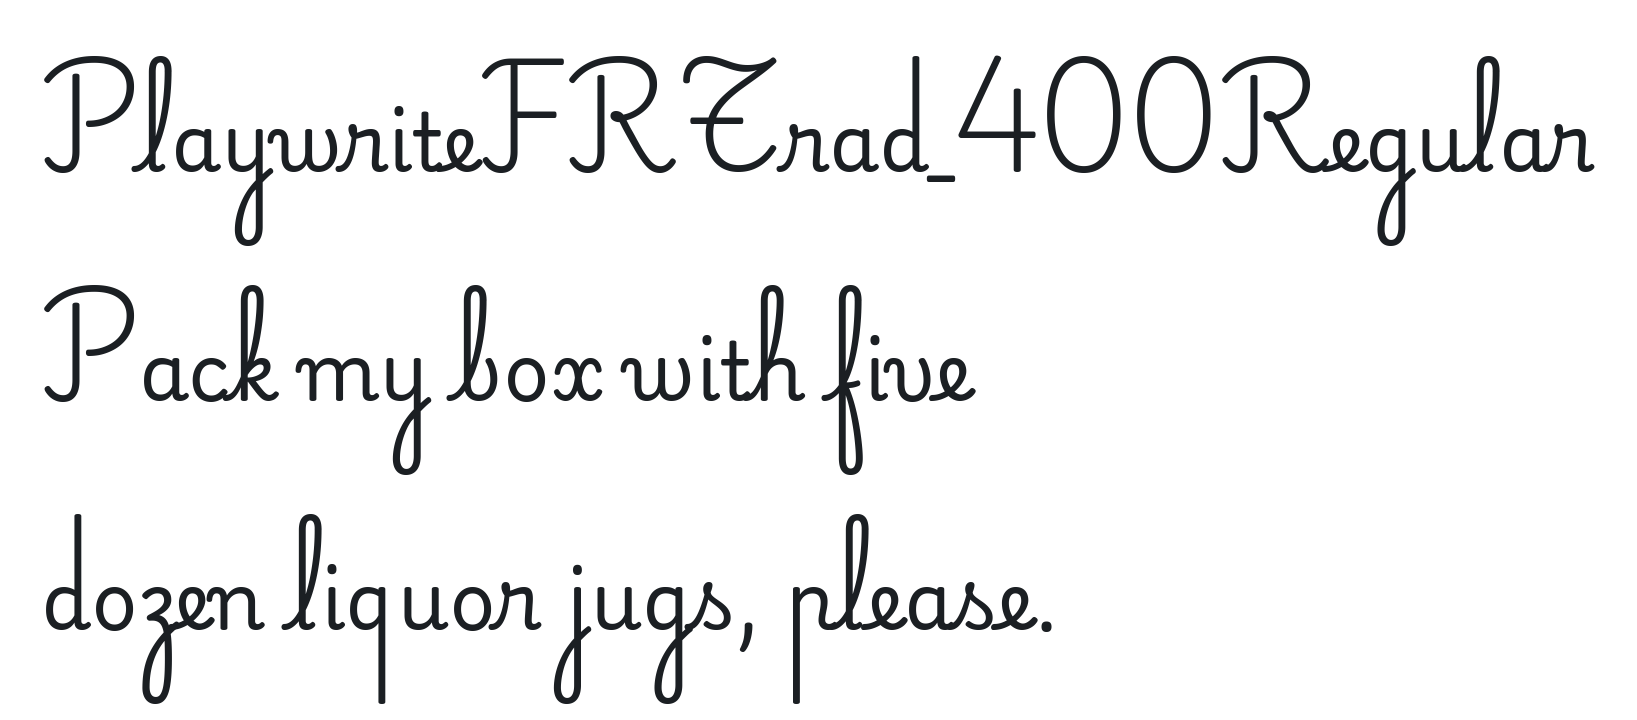 PlaywriteFRTrad_400Regular
Pack my box with five
dozen liquor jugs, please.